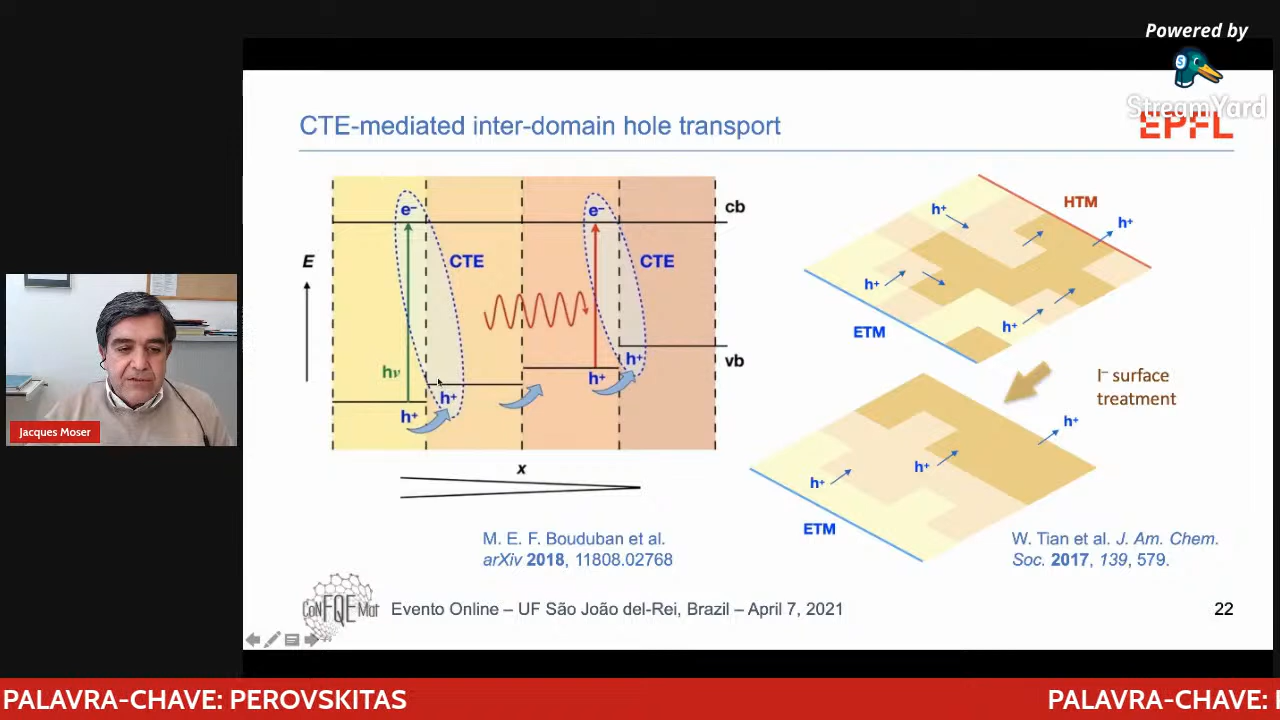 Powered by
StreamYard
CTE-mediated inter-domain hole transport
EPFL
e–
e–
cb
E
CTE
CTE
hν
h+
h+
h+
h+
vb
x
h+
HTM
h+
h+
ETM
h+
I– surface
treatment
h+
h+
h+
ETM
M. E. F. Bouduban et al.
arXiv 2018, 11808.02768
W. Tian et al. J. Am. Chem.
Soc. 2017, 139, 579.
CoNFQEMat
Evento Online – UF São João del-Rei, Brazil – April 7, 2021
22
Jacques Moser
PALAVRA-CHAVE: PEROVSKITAS
PALAVRA-CHAVE: